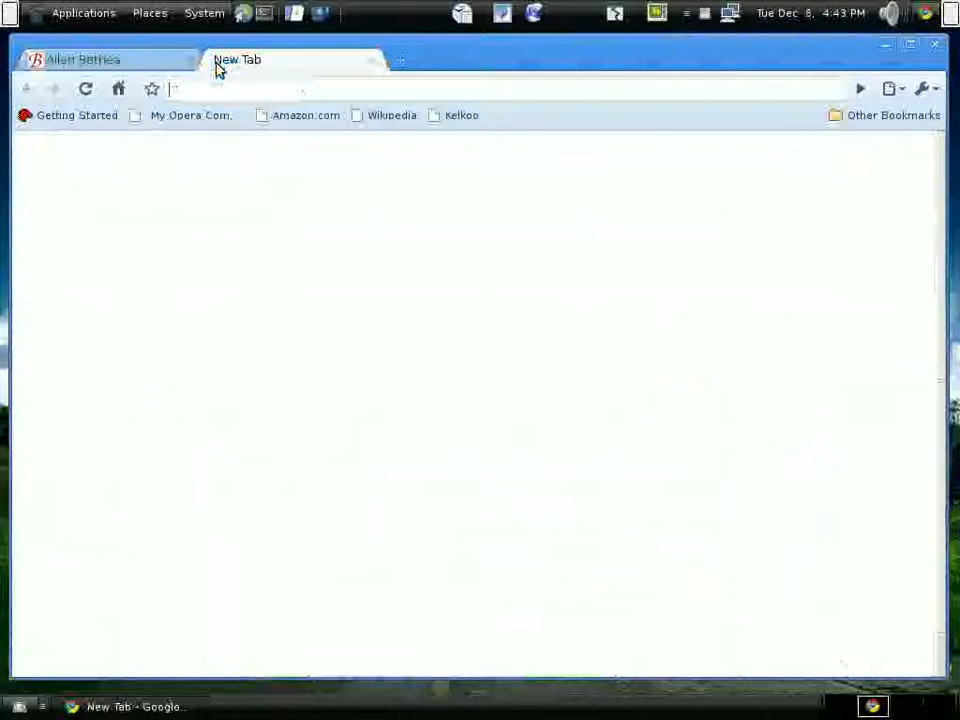 Applications Places System Tue Dec 8, 4:43 PM
Allen Bethea New Tab
Getting Started My Opera Com. Amazon.com Wikipedia Kelkoo Other Bookmarks
New Tab - Google..